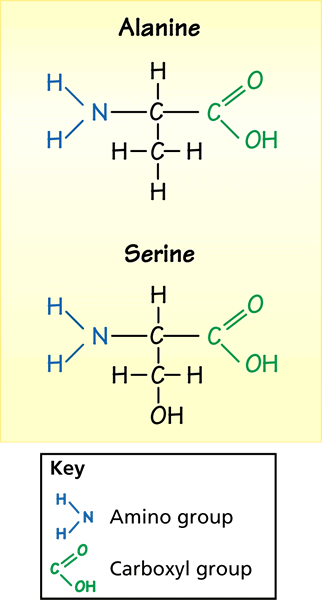 Alanine
H
H O
N C C
H OH
H C H
H
Serine
H
H O
N C C
H OH
H C H
OH
Key
H
N Amino group
H
O
C Carboxyl group
OH